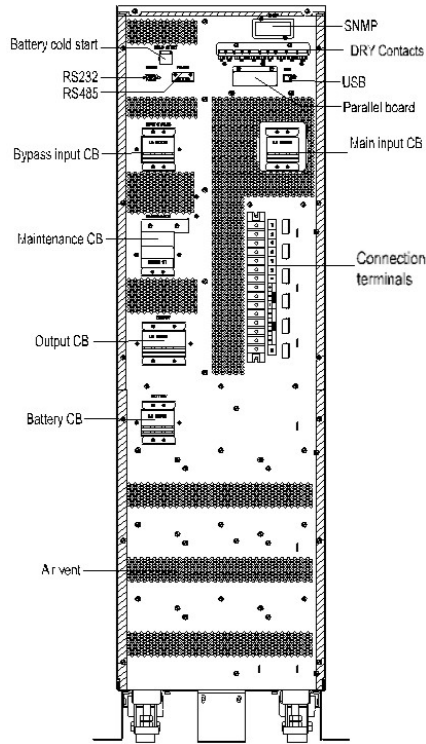 SNMP
Battery cold start
DRY Contacts
RS232
USB
RS485
Parallel board
Main input CB
Bypass input CB
Maintenance CB
Connection
terminals
Output CB
Battery CB
Air vent